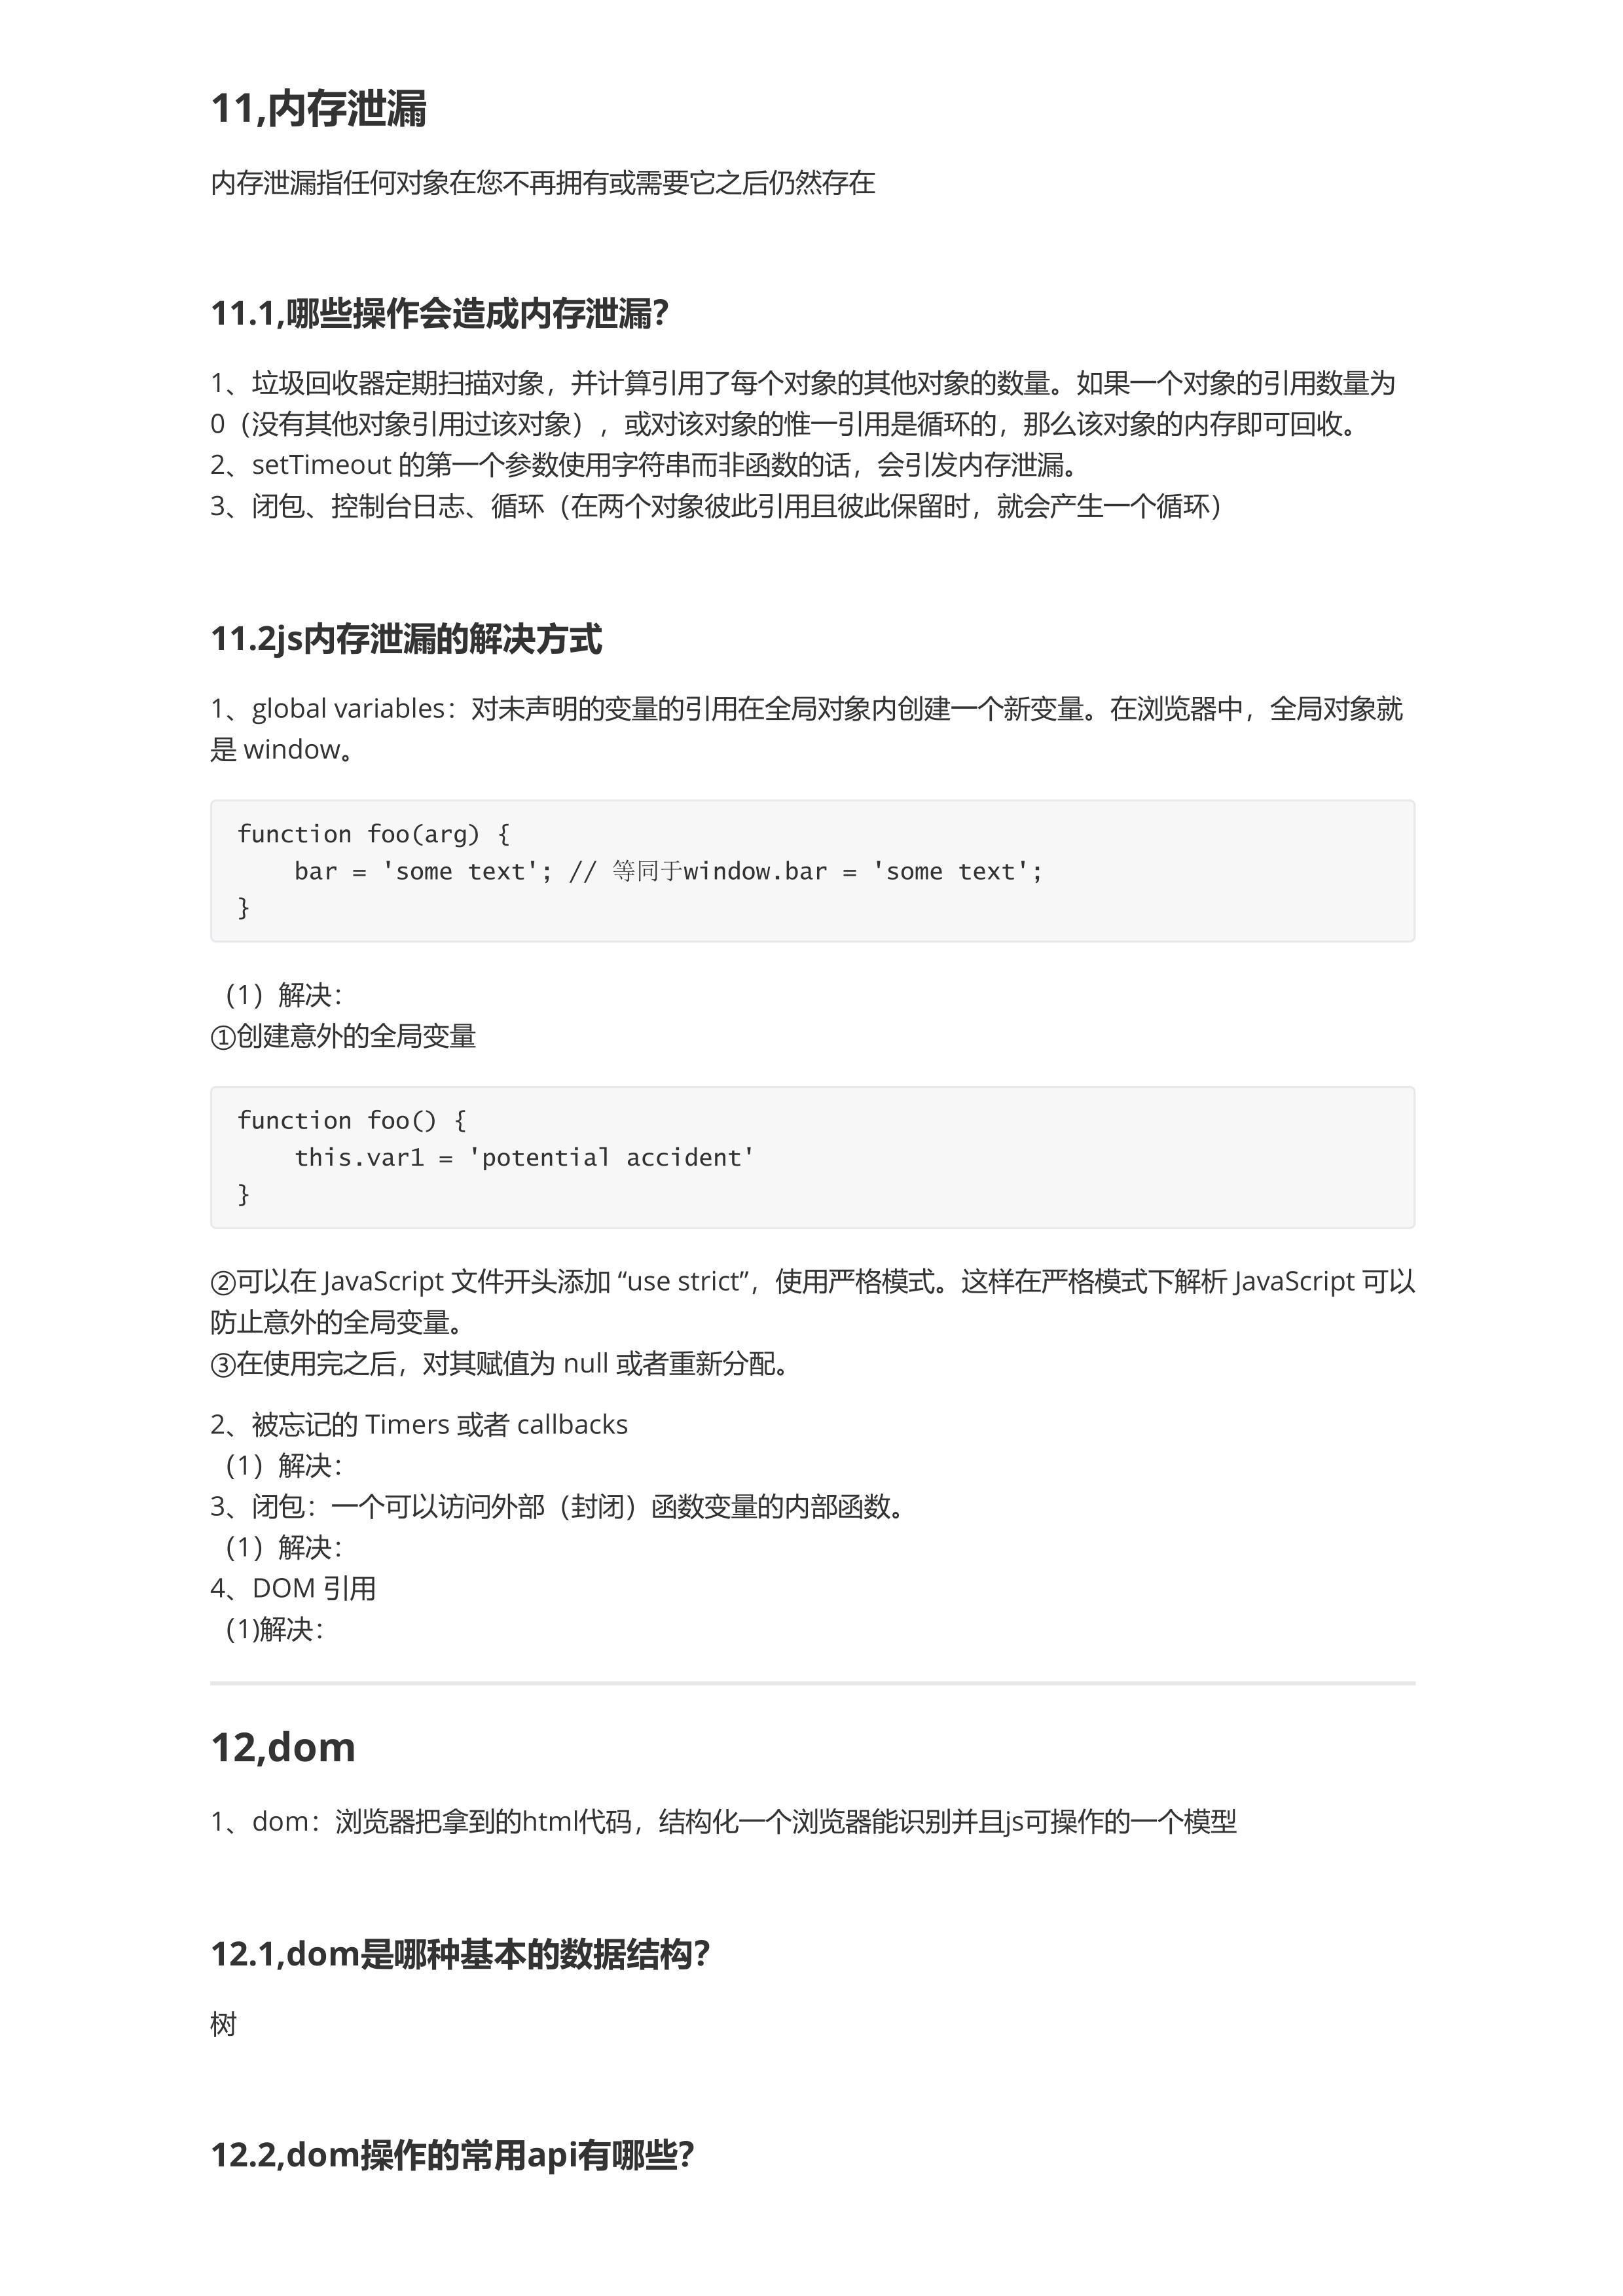 11,内存泄漏
内存泄漏指任何对象在您不再拥有或需要它之后仍然存在
11.1,哪些操作会造成内存泄漏?
1、垃圾回收器定期扫描对象，并计算引用了每个对象的其他对象的数量。如果一个对象的引用数量为
0（没有其他对象引用过该对象），或对该对象的惟一引用是循环的，那么该对象的内存即可回收。
2、setTimeout 的第一个参数使用字符串而非函数的话，会引发内存泄漏。
3、闭包、控制台日志、循环（在两个对象彼此引用且彼此保留时，就会产生一个循环）
11.2js内存泄漏的解决方式
1、global variables：对未声明的变量的引用在全局对象内创建一个新变量。在浏览器中，全局对象就
是 window。
function foo(arg) {
    bar = 'some text'; // 等同于window.bar = 'some text';
}
（1）解决：
①创建意外的全局变量
function foo() {
    this.var1 = 'potential accident'
}
②可以在 JavaScript 文件开头添加 “use strict”，使用严格模式。这样在严格模式下解析 JavaScript 可以
防止意外的全局变量。
③在使用完之后，对其赋值为 null 或者重新分配。
2、被忘记的 Timers 或者 callbacks
（1）解决：
3、闭包：一个可以访问外部（封闭）函数变量的内部函数。
（1）解决：
4、DOM 引用
（1)解决：
12,dom
1、dom：浏览器把拿到的html代码，结构化一个浏览器能识别并且js可操作的一个模型
12.1,dom是哪种基本的数据结构?
树
12.2,dom操作的常用api有哪些?